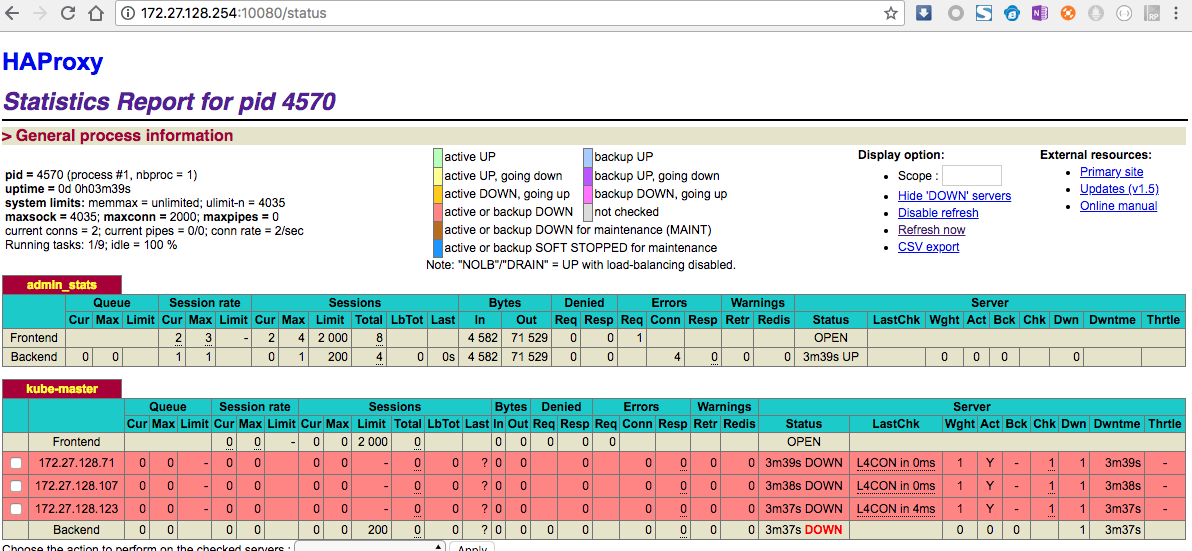 172.27.128.254:10080/status
HAProxy
Statistics Report for pid 4570
> General process information
pid = 4570 (process #1, nbproc = 1)
uptime = 0d 0h03m39s
system limits: memmax = unlimited; ulimit-n = 4035
maxsock = 4035; maxconn = 2000; maxpipes = 0
current conns = 2; current pipes = 0/0; conn rate = 2/sec
Running tasks: 1/9; idle = 100 %
active UP backup UP
active UP, going down backup UP, going down
active DOWN, going up backup DOWN, going up
active or backup DOWN not checked
active or backup DOWN for maintenance (MAINT)
active or backup SOFT STOPPED for maintenance
Note: "NOLB"/"DRAIN" = UP with load-balancing disabled.
Display option:
• Scope :
• Hide 'DOWN' servers
• Disable refresh
• Refresh now
• CSV export
External resources:
• Primary site
• Updates (v1.5)
• Online manual
admin_stats
Queue Session rate Sessions Bytes Denied Errors Warnings Server
Cur Max Limit Cur Max Limit Cur Max Limit Total LbTot Last In Out Req Resp Req Conn Resp Retr Redis Status LastChk Wght Act Bck Chk Dwn Dwntme Thrtle
Frontend 2 3 - 2 4 2 000 8 4 582 71 529 0 0 1 OPEN
Backend 0 0 1 1 0 1 200 4 0 0s 4 582 71 529 0 0 4 0 0 0 3m39s UP 0 0 0 0
kube-master
Queue Session rate Sessions Bytes Denied Errors Warnings Server
Cur Max Limit Cur Max Limit Cur Max Limit Total LbTot Last In Out Req Resp Req Conn Resp Retr Redis Status LastChk Wght Act Bck Chk Dwn Dwntme Thrtle
Frontend 0 0 - 0 0 2 000 0 0 0 0 0 0 OPEN
172.27.128.71 0 0 - 0 0 0 0 - 0 0 ? 0 0 0 0 0 0 0 3m39s DOWN L4CON in 0ms 1 Y - 1 1 3m39s -
172.27.128.107 0 0 - 0 0 0 0 - 0 0 ? 0 0 0 0 0 0 0 3m38s DOWN L4CON in 0ms 1 Y - 1 1 3m38s -
172.27.128.123 0 0 - 0 0 0 0 - 0 0 ? 0 0 0 0 0 0 0 3m37s DOWN L4CON in 4ms 1 Y - 1 1 3m37s -
Backend 0 0 0 0 0 0 200 0 0 ? 0 0 0 0 0 0 0 0 3m37s DOWN 0 0 0 1 3m37s
Choose the action to perform on the checked servers : Apply